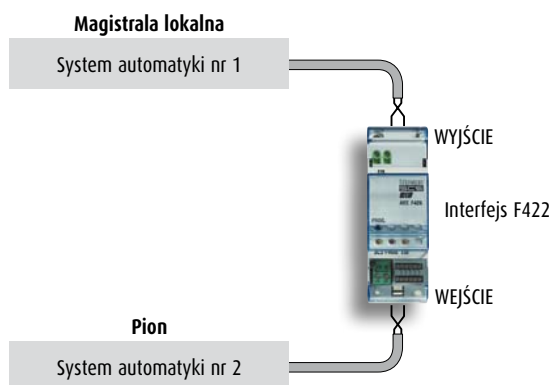 Magistrala lokalna
System automatyki nr 1
WYJŚCIE
Interfejs F422
WEJŚCIE
Pion
System automatyki nr 2